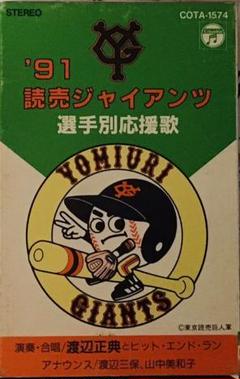 STEREO
COTA-1574
Columbia
YG
'91
読売ジャイアンツ
選手別応援歌
YOMIURI
GIANTS
©東京読売巨人軍
演奏・合唱/渡辺正典とヒット・エンド・ラン
アナウンス/渡辺三保、山中美和子